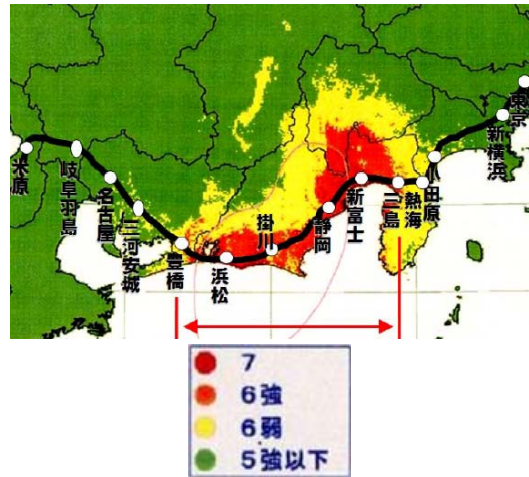 米原
岐阜羽島
名古屋
三河安城
豊橋
浜松
掛川
静岡
新富士
三島
熱海
小田原
新横浜
東京
7
6強
6弱
5強以下